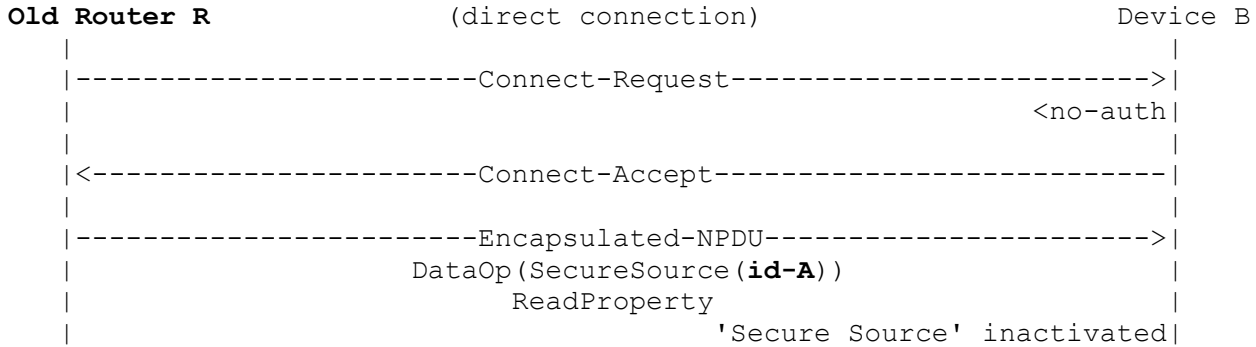 Old Router R (direct connection) Device B
| |
|------------------------Connect-Request------------------------->|
| <no-auth|
| |
|<-----------------------Connect-Accept---------------------------|
| |
|------------------------Encapsulated-NPDU----------------------->|
| DataOp(SecureSource(id-A)) |
| ReadProperty |
| 'Secure Source' inactivated|